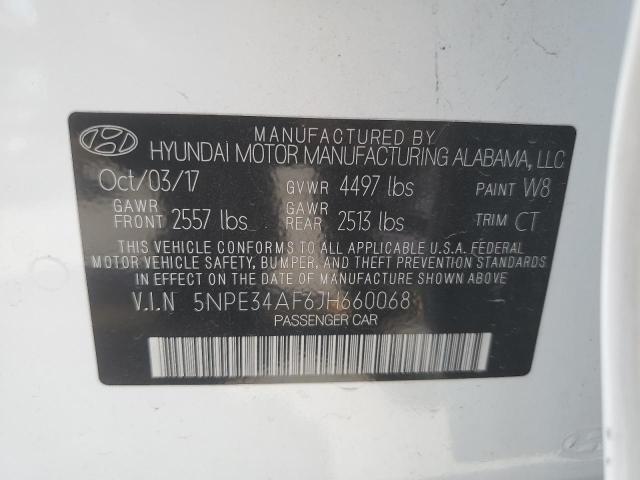 MANUFACTURED BY
HYUNDAI MOTOR MANUFACTURING ALABAMA, LLC
Oct/03/17 GVWR 4497 lbs PAINT W8
GAWR FRONT 2557 lbs GAWR REAR 2513 lbs TRIM CT
THIS VEHICLE CONFORMS TO ALL APPLICABLE U.S.A. FEDERAL
MOTOR VEHICLE SAFETY, BUMPER, AND THEFT PREVENTION STANDARDS
IN EFFECT ON THE DATE OF MANUFACTURE SHOWN ABOVE.
V.I.N 5NPE34AF6JH660068
PASSENGER CAR